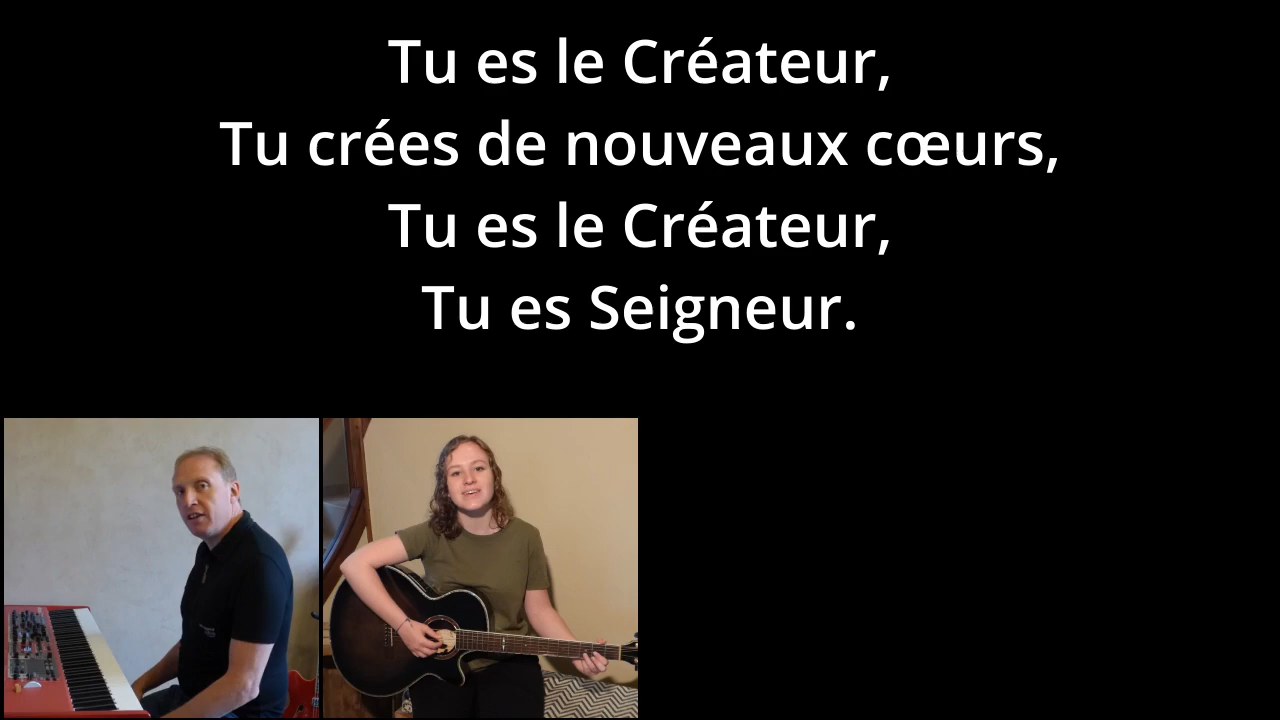 Tu es le Créateur,
Tu crées de nouveaux cœurs,
Tu es le Créateur,
Tu es Seigneur.